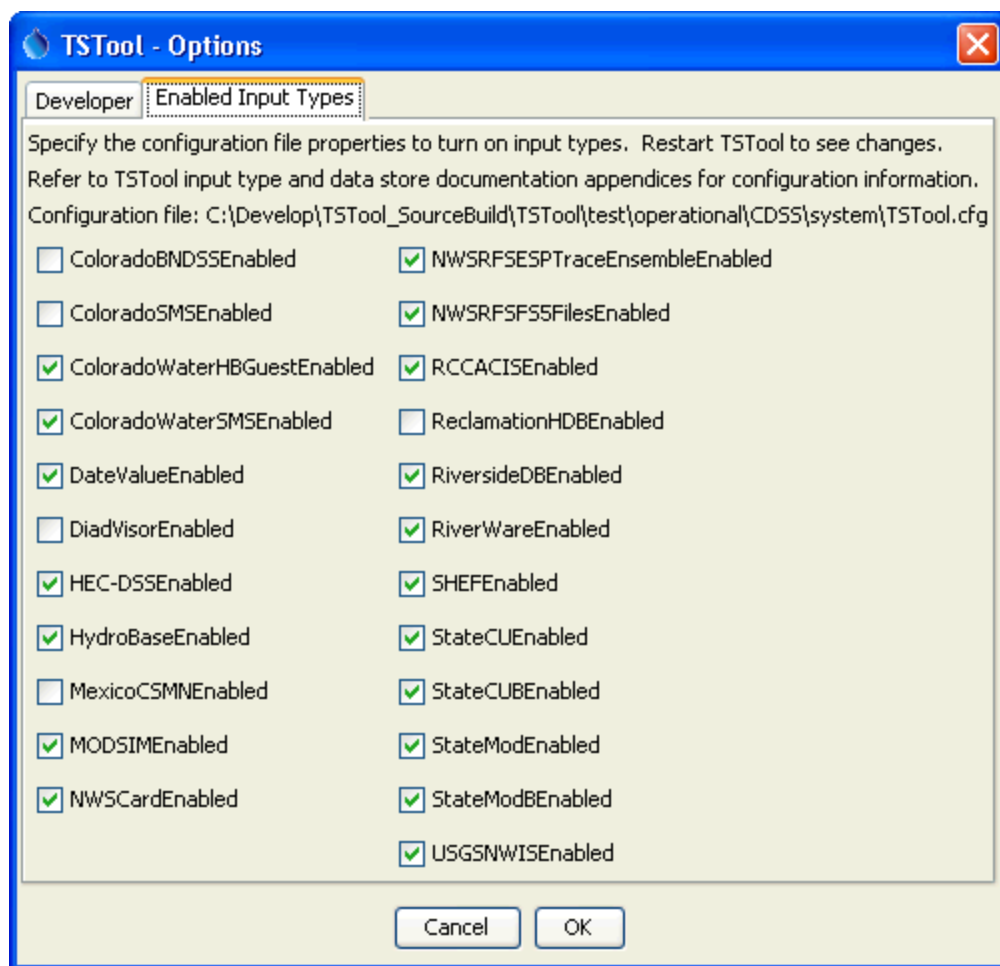 TSTool - Options
Developer
Enabled Input Types
Specify the configuration file properties to turn on input types.  Restart TSTool to see changes.
Refer to TSTool input type and data store documentation appendices for configuration information.
Configuration file: C:\Develop\TSTool_SourceBuild\TSTool\test\operational\CDSS\system\TSTool.cfg
ColoradoBNDSSEnabled
ColoradoSMSEnabled
ColoradoWaterHBGuestEnabled
ColoradoWaterSMSEnabled
DateValueEnabled
DiadVisorEnabled
HEC-DSSEnabled
HydroBaseEnabled
MexicoCSMNEnabled
MODSIMEnabled
NWSCardEnabled
NWSRFSESPTraceEnsembleEnabled
NWSRFSFS5FilesEnabled
RCCACISEnabled
ReclamationHDBEnabled
RiversideDBEnabled
RiverWareEnabled
SHEFEnabled
StateCUEnabled
StateCUBEnabled
StateModEnabled
StateModBEnabled
USGSNWISEnabled
Cancel
OK